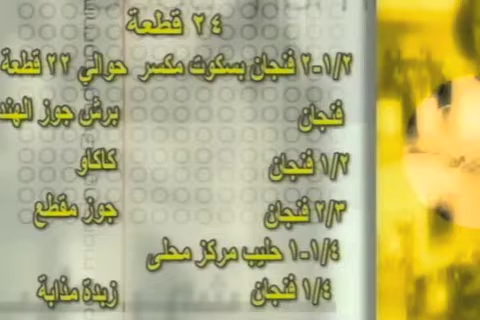 ٢٤ قطعة
٢-١/٢ فنجان بسكوت مكسر حوالي ٢٢ قطعة
فنجان برش جوز الهند
١/٢ فنجان كاكاو
٢/٣ فنجان جوز مقطع
١-١/٤ حليب مركز محلى
١/٤ فنجان زبدة مذابة